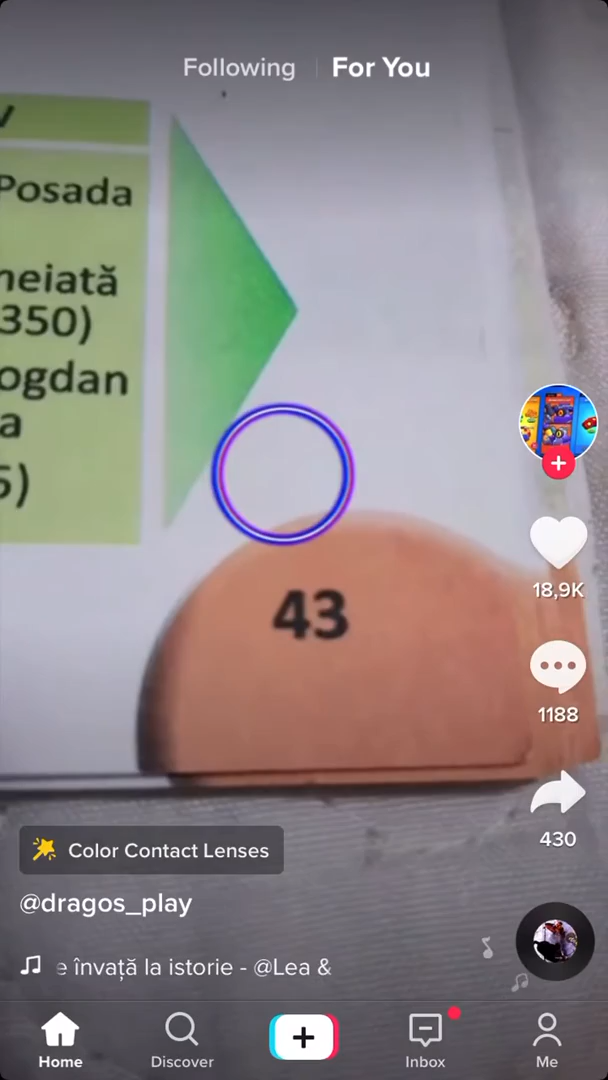 Following
For You
V
Posada
meiată
350)
ogdan
a
5)
43
18,9K
1188
430
Color Contact Lenses
@dragos_play
e învață la istorie - @Lea &
Home
Discover
Inbox
Me